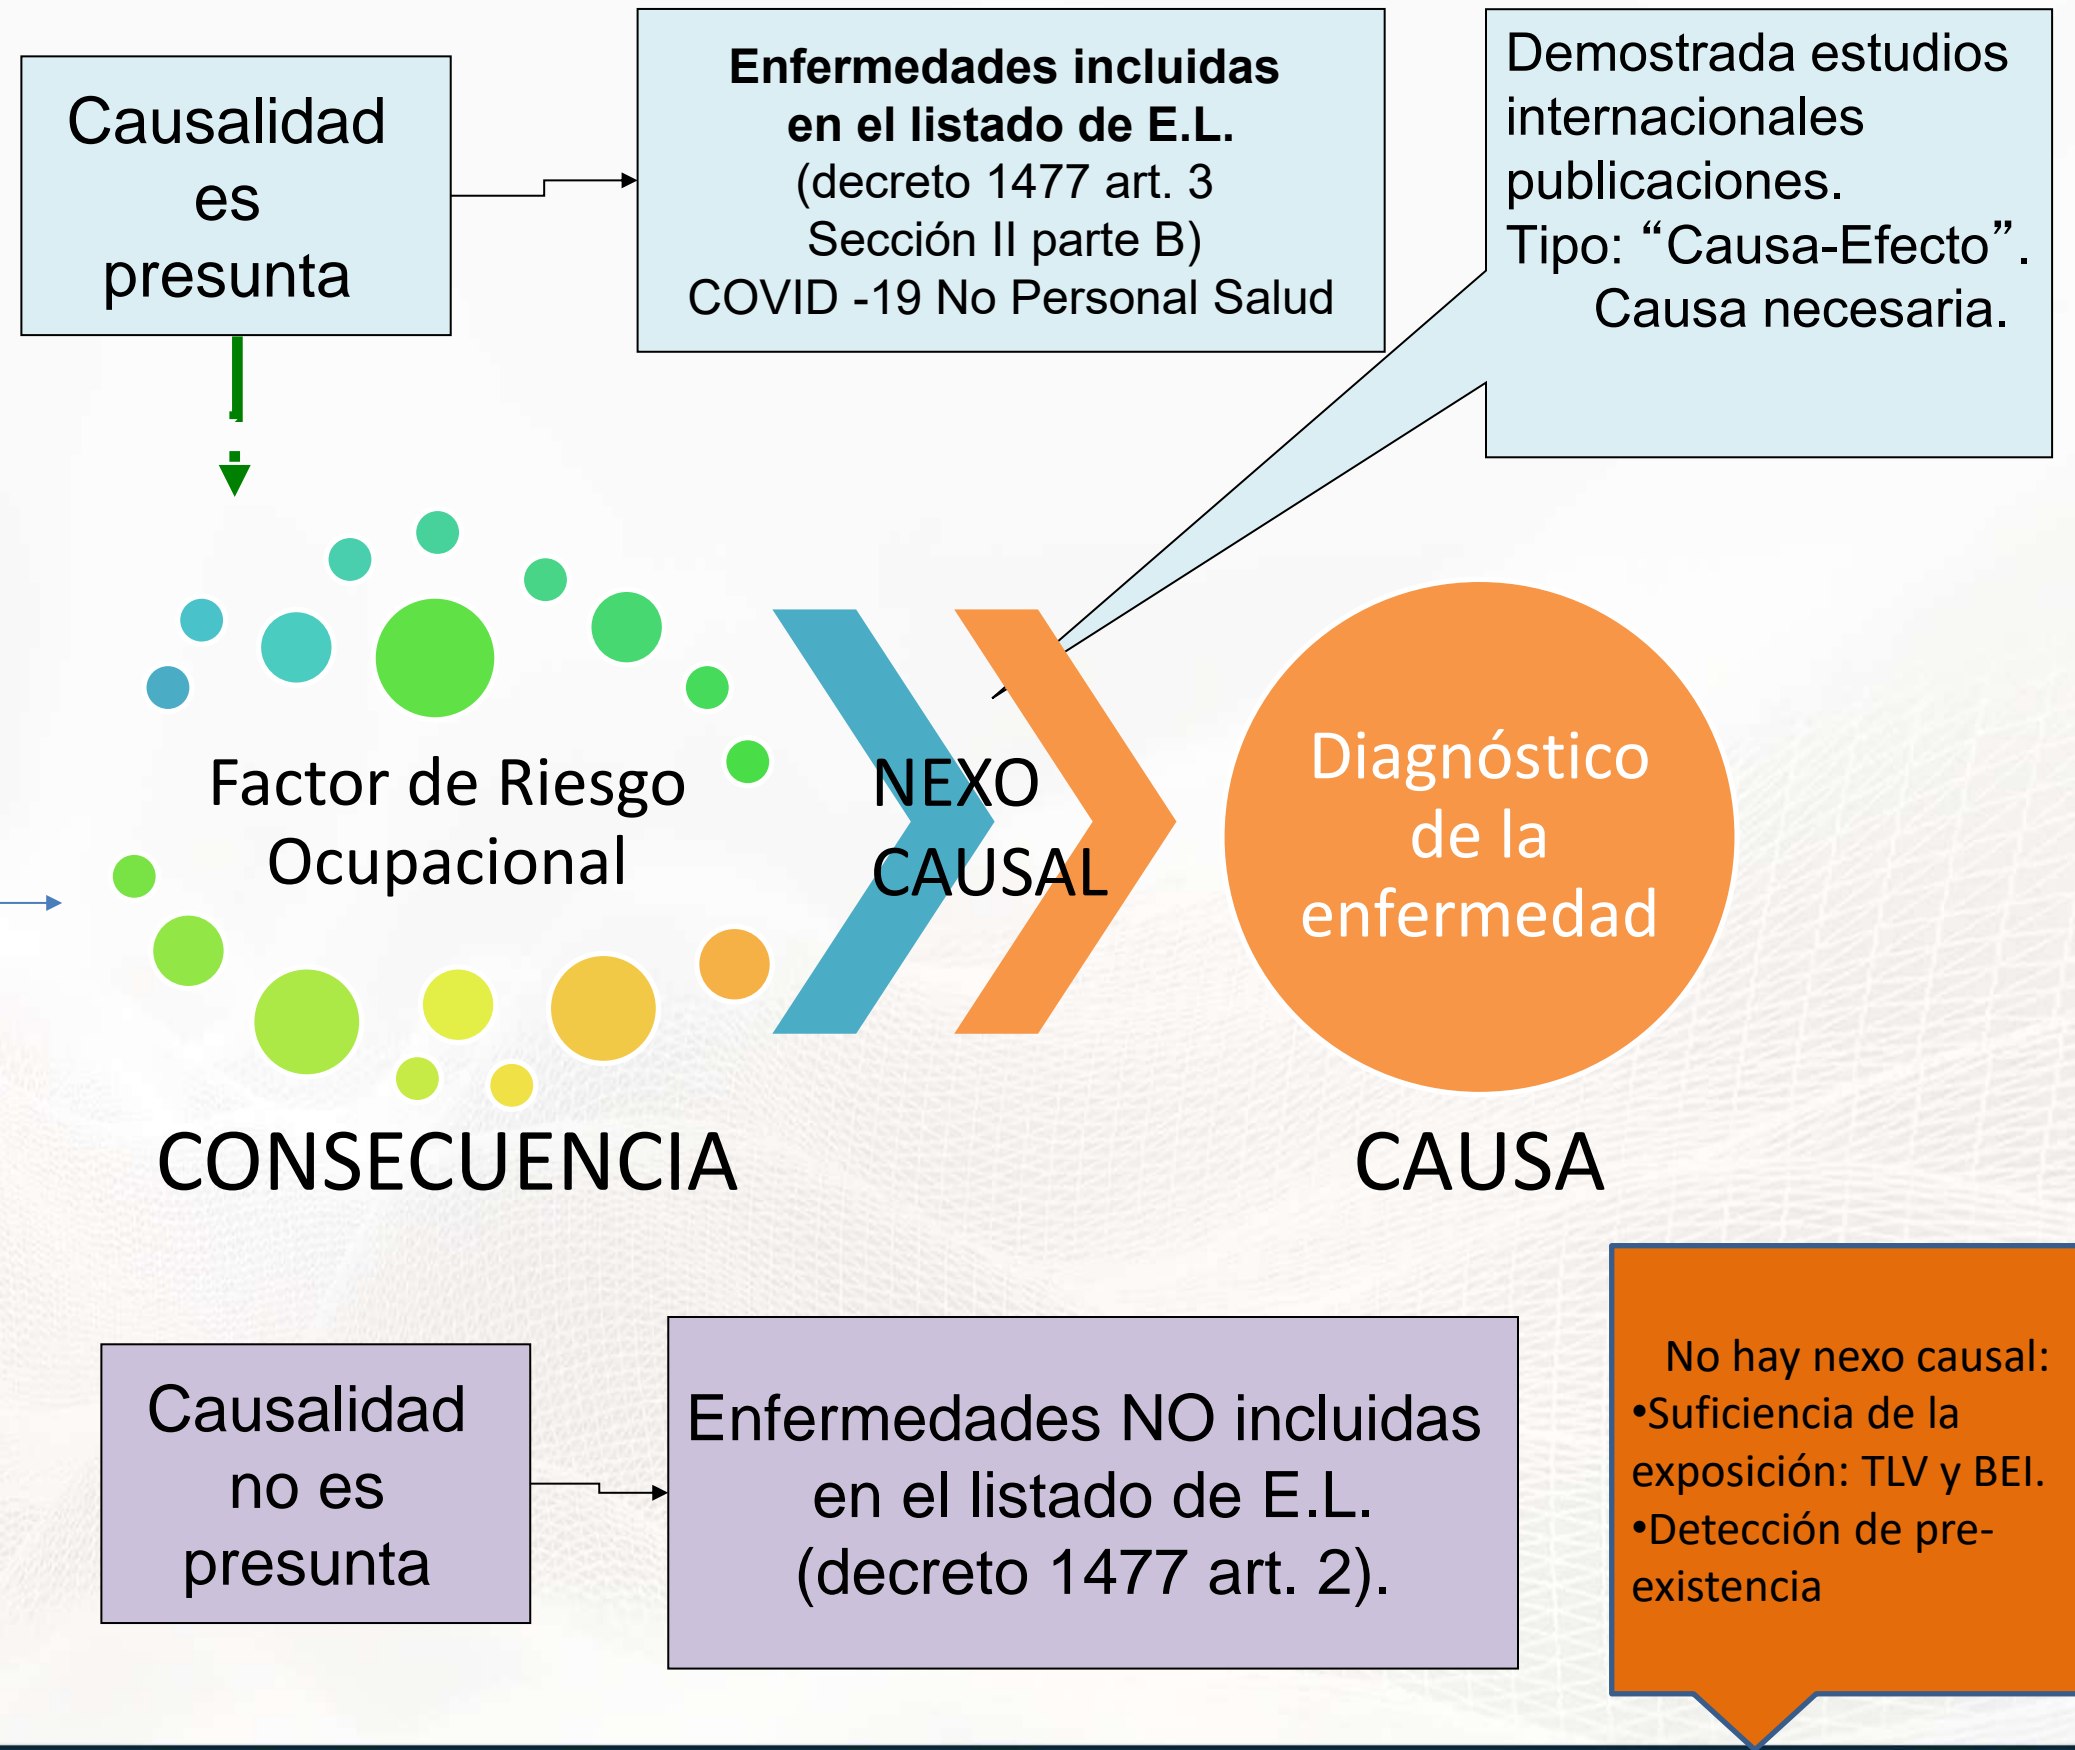 Causalidad
es
presunta
Enfermedades incluidas
en el listado de E.L.
(decreto 1477 art. 3
Sección II parte B)
COVID -19 No Personal Salud
Demostrada estudios
internacionales
publicaciones.
Tipo: “Causa-Efecto”.
Causa necesaria.
Factor de Riesgo
Ocupacional
NEXO
CAUSAL
Diagnóstico
de la
enfermedad
CONSECUENCIA
CAUSA
Causalidad
no es
presunta
Enfermedades NO incluidas
en el listado de E.L.
(decreto 1477 art. 2).
No hay nexo causal:
•Suficiencia de la
exposición: TLV y BEI.
•Detección de pre-
existencia